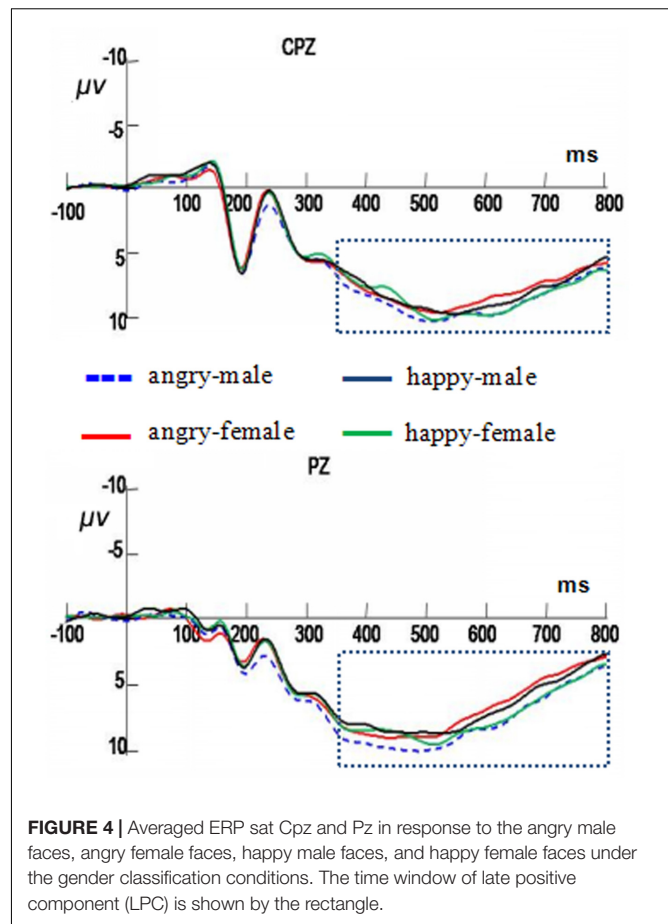 CPZ
-10
μv
-5
ms
-100 100 200 300 400 500 600 700 800
5
10
angry-male happy-male
angry-female happy-female
PZ
-10
μv
-5
ms
-100 100 200 300 400 500 600 700 800
5
10
FIGURE 4 | Averaged ERP sat Cpz and Pz in response to the angry male
faces, angry female faces, happy male faces, and happy female faces under
the gender classification conditions. The time window of late positive
component (LPC) is shown by the rectangle.